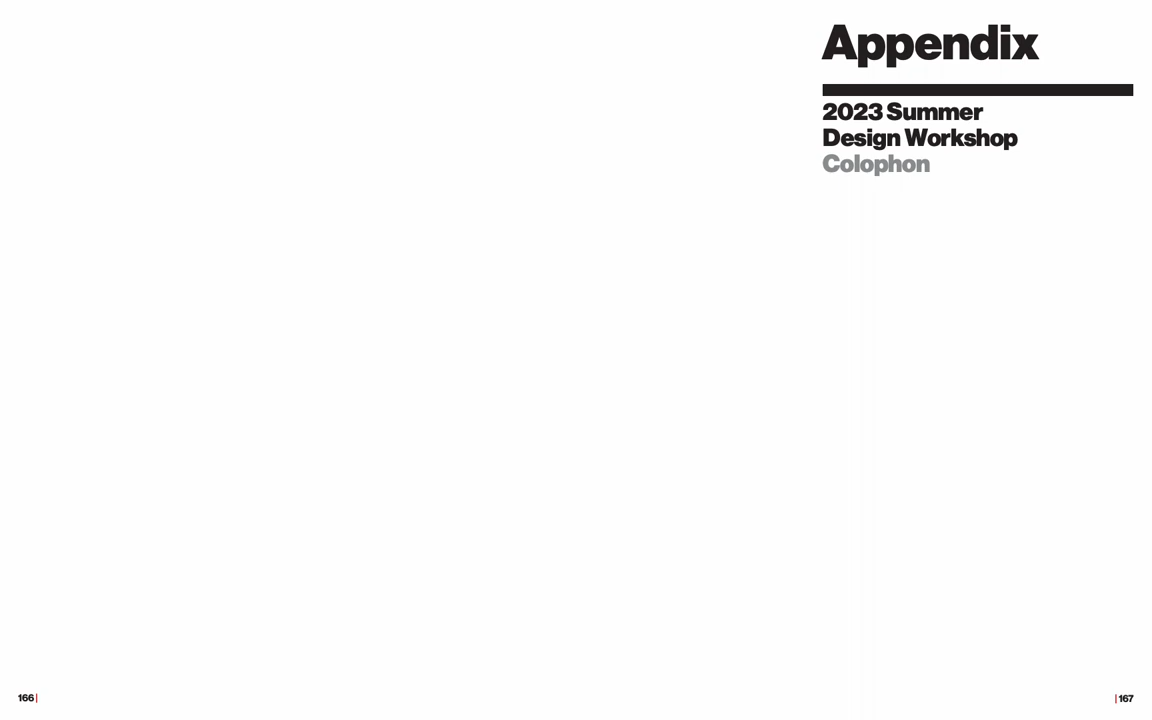 Appendix
2023 Summer
Design Workshop
Colophon
166 |
| 167